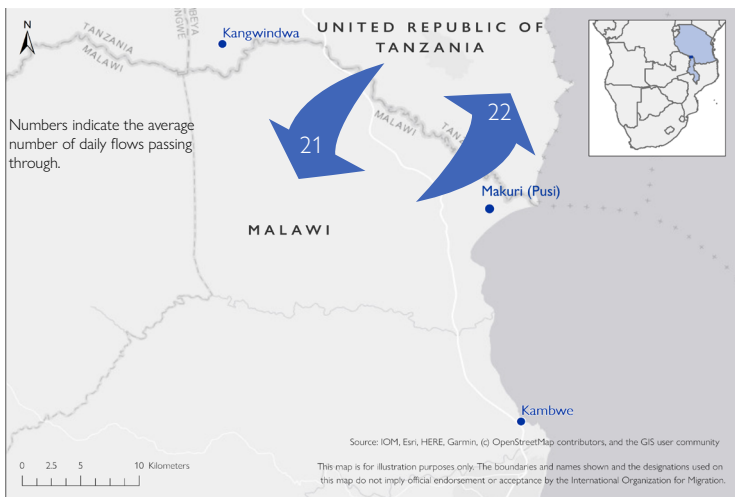 N
Kangwindwa
UNITED REPUBLIC OF
TANZANIA
TANZANIA
MALAWI
Numbers indicate the average
number of daily flows passing
through.
21
22
MALAWI
Makuri (Pusi)
MALAWI
Kambwe
Source: IOM, Esri, HERE, Garmin, (c) OpenStreetMap contributors, and the GIS user community
0 2.5 5 10 Kilometers
This map is for illustration purposes only. The boundaries and names shown and the designations used on
this map do not imply official endorsement or acceptance by the International Organization for Migration.